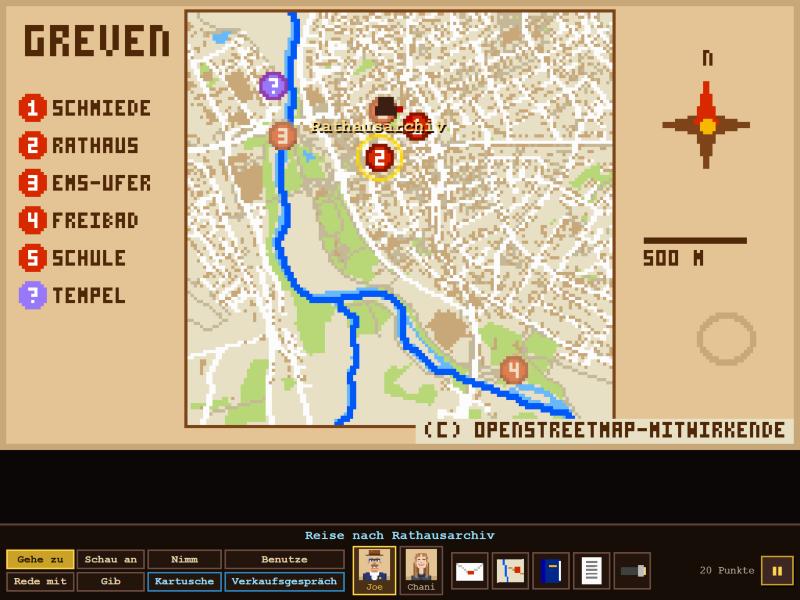 GREVEN
1 SCHMIEDE
2 RATHAUS
3 EMS-UFER
4 FREIBAD
5 SCHULE
? TEMPEL
?
3
Rathausarchiv
2
4
N
500 M
(C) OPENSTREETMAP-MITWIRKENDE
Reise nach Rathausarchiv
Gehe zu Schau an Nimm Benutze
Rede mit Gib Kartusche Verkaufsgespräch
Joe Chani
20 Punkte